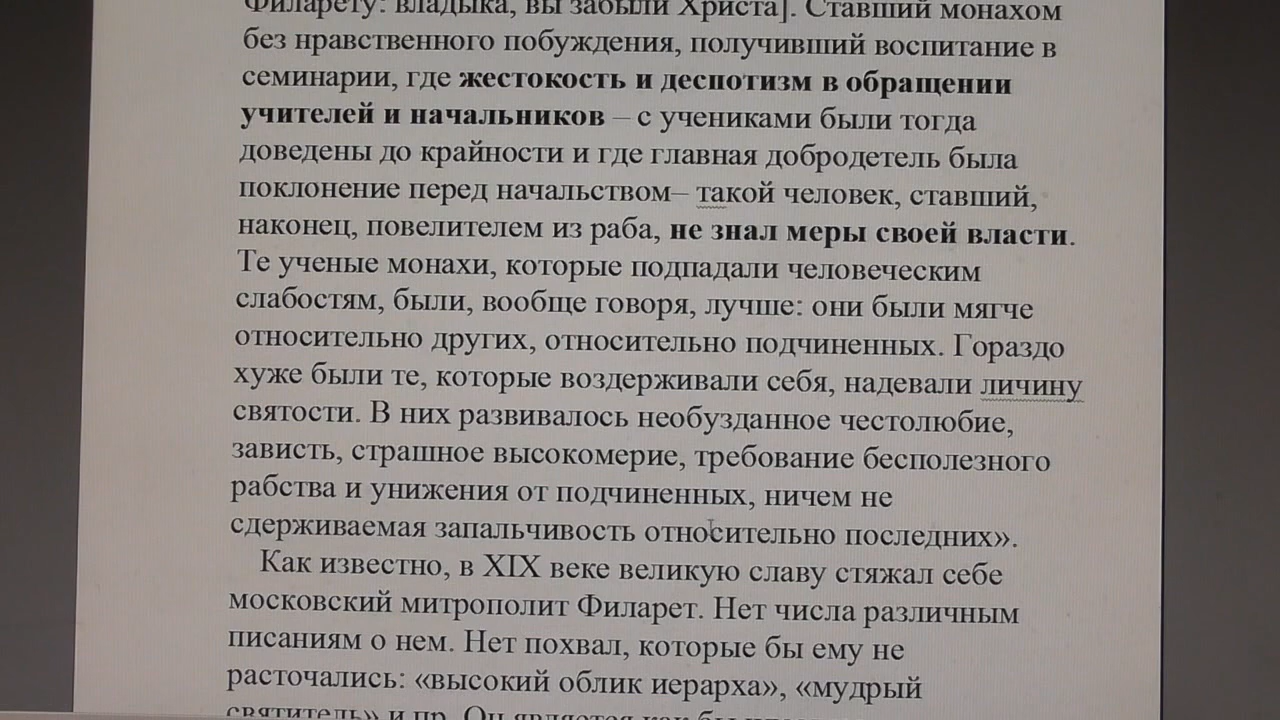 Филарету: владыка, вы забыли Христа]. Ставший монахом
без нравственного побуждения, получивший воспитание в
семинарии, где жестокость и деспотизм в обращении
учителей и начальников – с учениками были тогда
доведены до крайности и где главная добродетель была
поклонение перед начальством– такой человек, ставший,
наконец, повелителем из раба, не знал меры своей власти.
Те ученые монахи, которые подпадали человеческим
слабостям, были, вообще говоря, лучше: они были мягче
относительно других, относительно подчиненных. Гораздо
хуже были те, которые воздерживали себя, надевали личину
святости. В них развивалось необузданное честолюбие,
зависть, страшное высокомерие, требование бесполезного
рабства и унижения от подчиненных, ничем не
сдерживаемая запальчивость относительно последних».
Как известно, в XIX веке великую славу стяжал себе
московский митрополит Филарет. Нет числа различным
писаниям о нем. Нет похвал, которые бы ему не
расточались: «высокий облик иерарха», «мудрый
святитель» и пр. Он является как бы